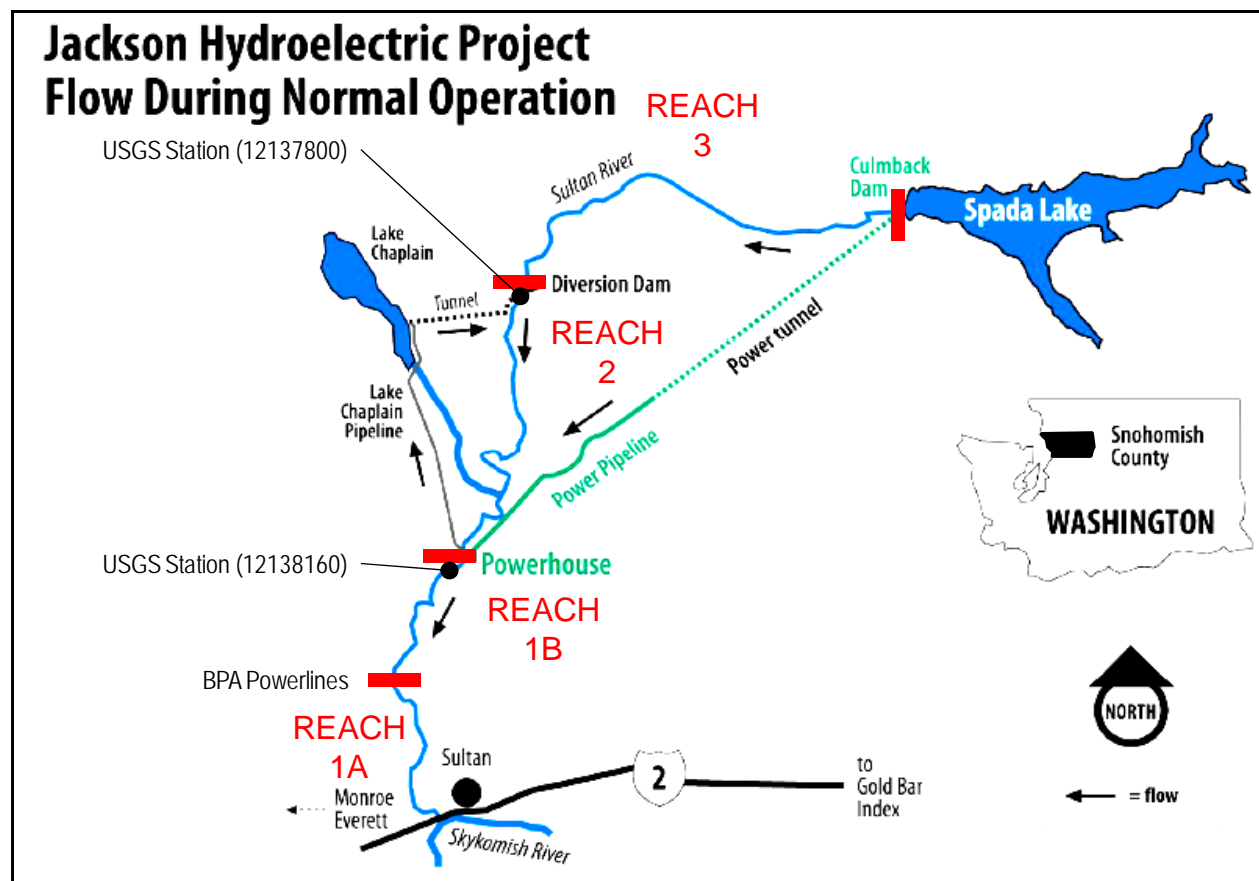 Jackson Hydroelectric Project
Flow During Normal Operation
REACH
3
USGS Station (12137800)
Sultan River
Culmback
Dam
Spada Lake
Lake
Chaplain
Tunnel
Diversion Dam
REACH
2
Power tunnel
Lake
Chaplain
Pipeline
Power Pipeline
Snohomish
County
WASHINGTON
USGS Station (12138160)
Powerhouse
REACH
1B
BPA Powerlines
REACH
1A
NORTH
Sultan
2
to
Gold Bar
Index
= flow
Monroe
Everett
Skykomish River